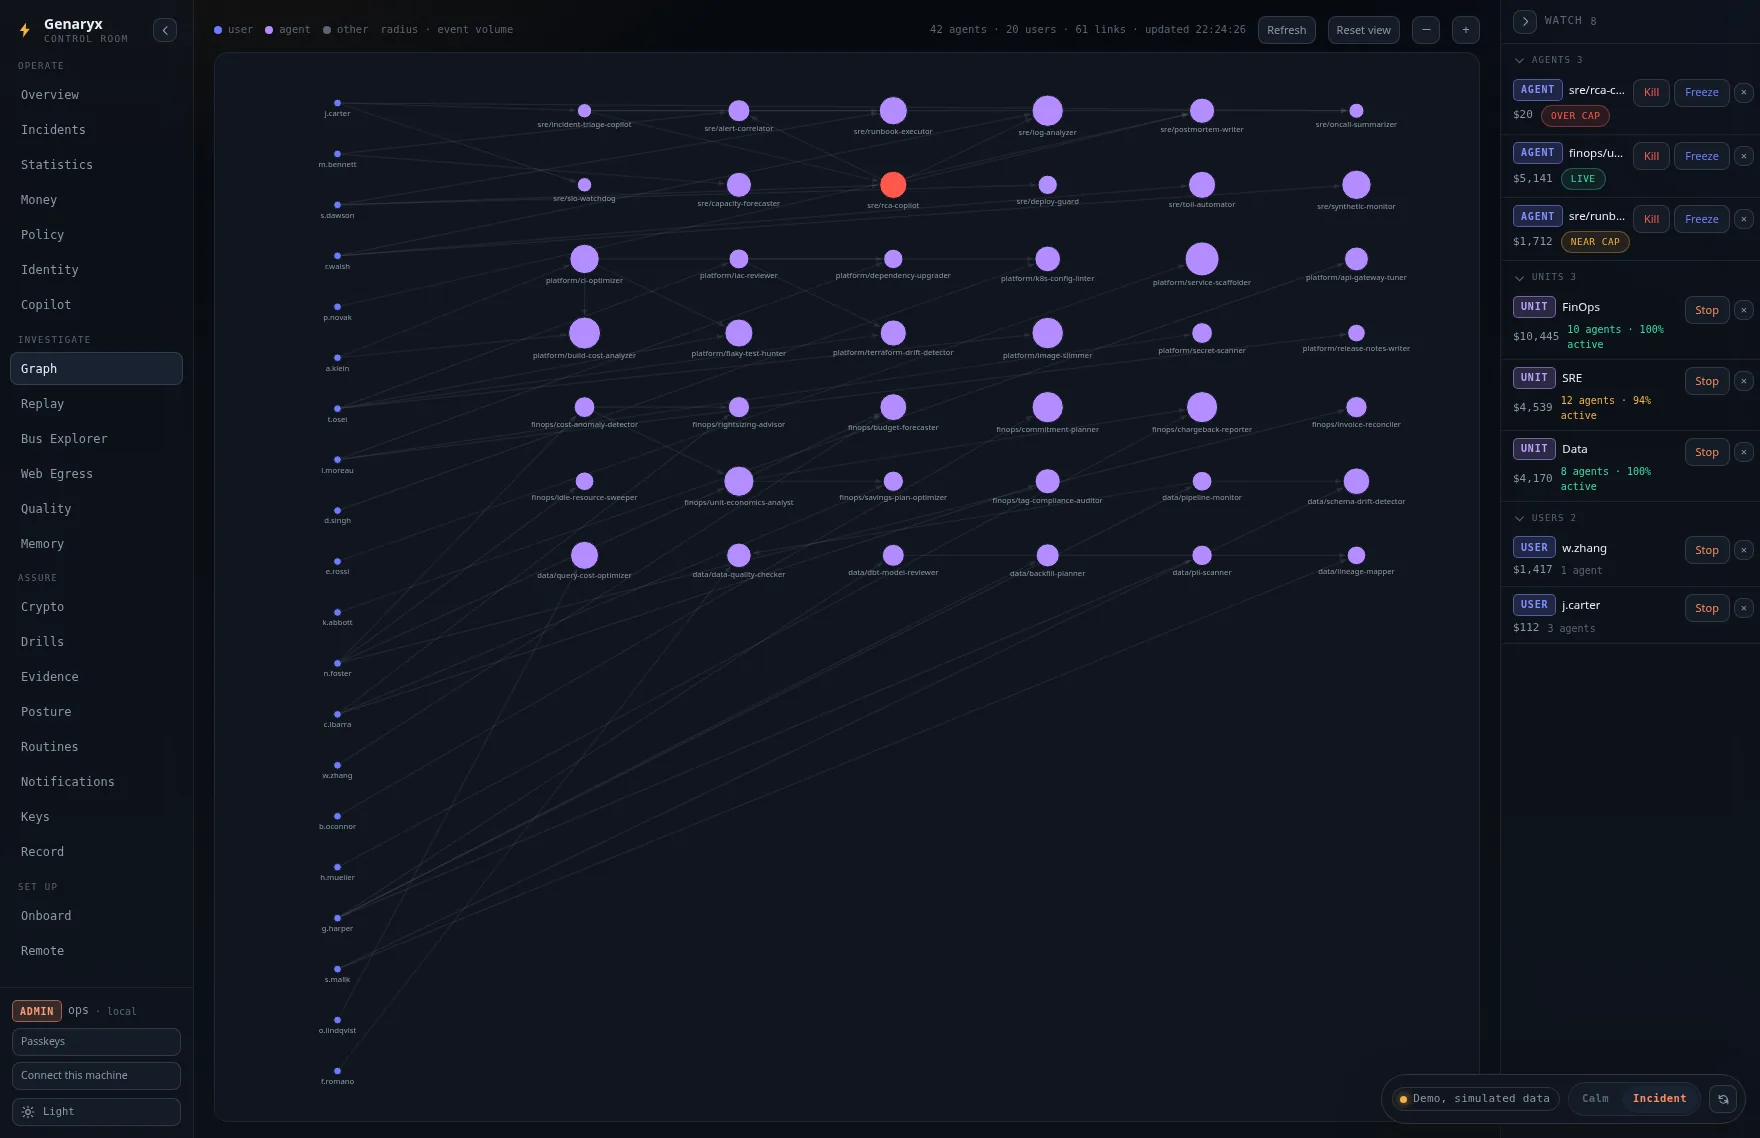 Genaryx
CONTROL ROOM
OPERATE
Overview
Incidents
Statistics
Money
Policy
Identity
Copilot
INVESTIGATE
Graph
Replay
Bus Explorer
Web Egress
Quality
Memory
ASSURE
Crypto
Drills
Evidence
Posture
Routines
Notifications
Keys
Record
SET UP
Onboard
Remote
ADMIN ops · local
Passkeys
Connect this machine
Light
user agent other radius · event volume
42 agents · 20 users · 61 links · updated 22:24:26 Refresh Reset view − +
j.carter
m.bennett
s.dawson
r.walsh
p.novak
a.klein
t.osei
l.moreau
d.singh
e.rossi
k.abbott
n.foster
c.ibarra
w.zhang
b.oconnor
h.mueller
g.harper
s.malik
o.lindqvist
f.romano
sre/incident-triage-copilot sre/alert-correlator sre/runbook-executor sre/log-analyzer sre/postmortem-writer sre/oncall-summarizer
sre/slo-watchdog sre/capacity-forecaster sre/rca-copilot sre/deploy-guard sre/toil-automator sre/synthetic-monitor
platform/ci-optimizer platform/iac-reviewer platform/dependency-upgrader platform/k8s-config-linter platform/service-scaffolder platform/api-gateway-tuner
platform/build-cost-analyzer platform/flaky-test-hunter platform/terraform-drift-detector platform/image-slimmer platform/secret-scanner platform/release-notes-writer
finops/cost-anomaly-detector finops/rightsizing-advisor finops/budget-forecaster finops/commitment-planner finops/chargeback-reporter finops/invoice-reconciler
finops/idle-resource-sweeper finops/unit-economics-analyst finops/savings-plan-optimizer finops/tag-compliance-auditor data/pipeline-monitor data/schema-drift-detector
data/query-cost-optimizer data/data-quality-checker data/dbt-model-reviewer data/backfill-planner data/pii-scanner data/lineage-mapper
WATCH 8
AGENTS 3
AGENT sre/rca-c... Kill Freeze ×
$20 OVER CAP
AGENT finops/u... Kill Freeze ×
$5,141 LIVE
AGENT sre/runb... Kill Freeze ×
$1,712 NEAR CAP
UNITS 3
UNIT FinOps Stop ×
$10,445 10 agents · 100%
active
UNIT SRE Stop ×
$4,539 12 agents · 94%
active
UNIT Data Stop ×
$4,170 8 agents · 100%
active
USERS 2
USER w.zhang Stop ×
$1,417 1 agent
USER j.carter Stop ×
$112 3 agents
Demo, simulated data Calm Incident